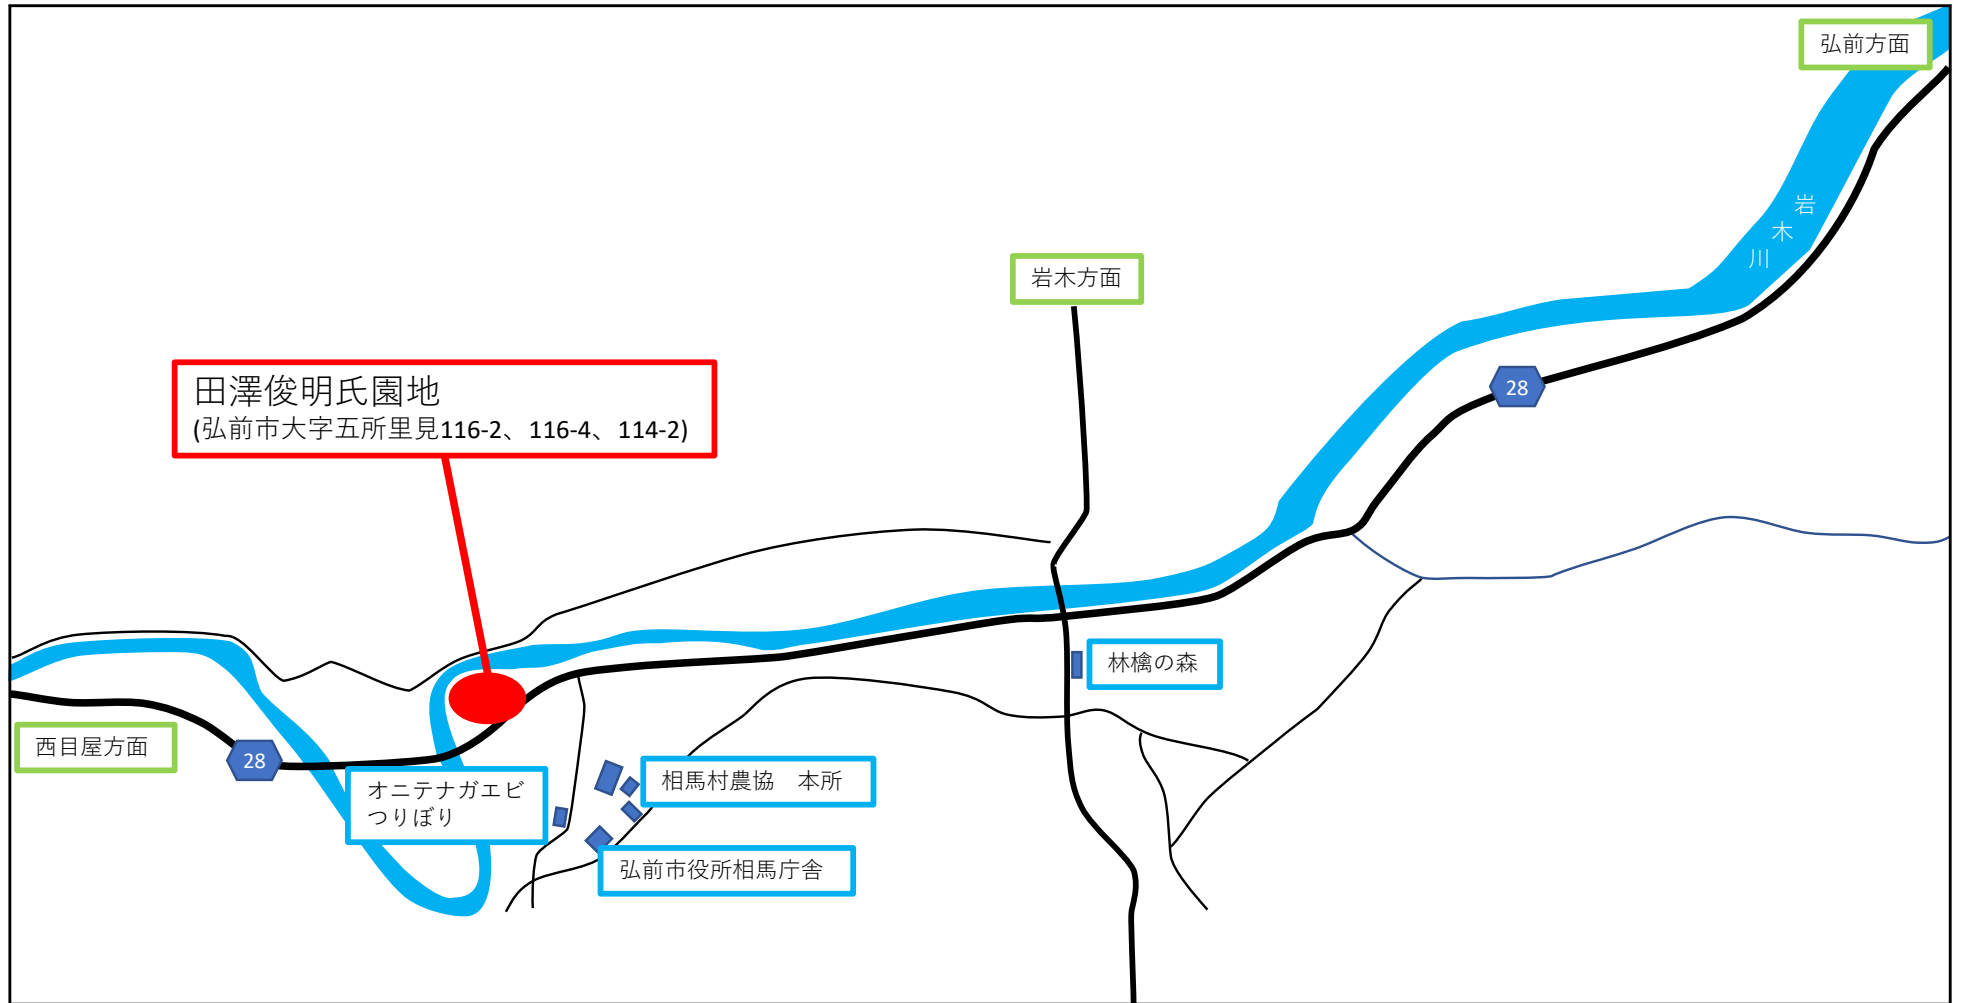 弘前方面
岩木川
岩木方面
田澤俊明氏園地
(弘前市大字五所里見116-2、116-4、114-2)
28
林檎の森
西目屋方面
28
オニテナガエビ
つりぼり
相馬村農協　本所
弘前市役所相馬庁舎